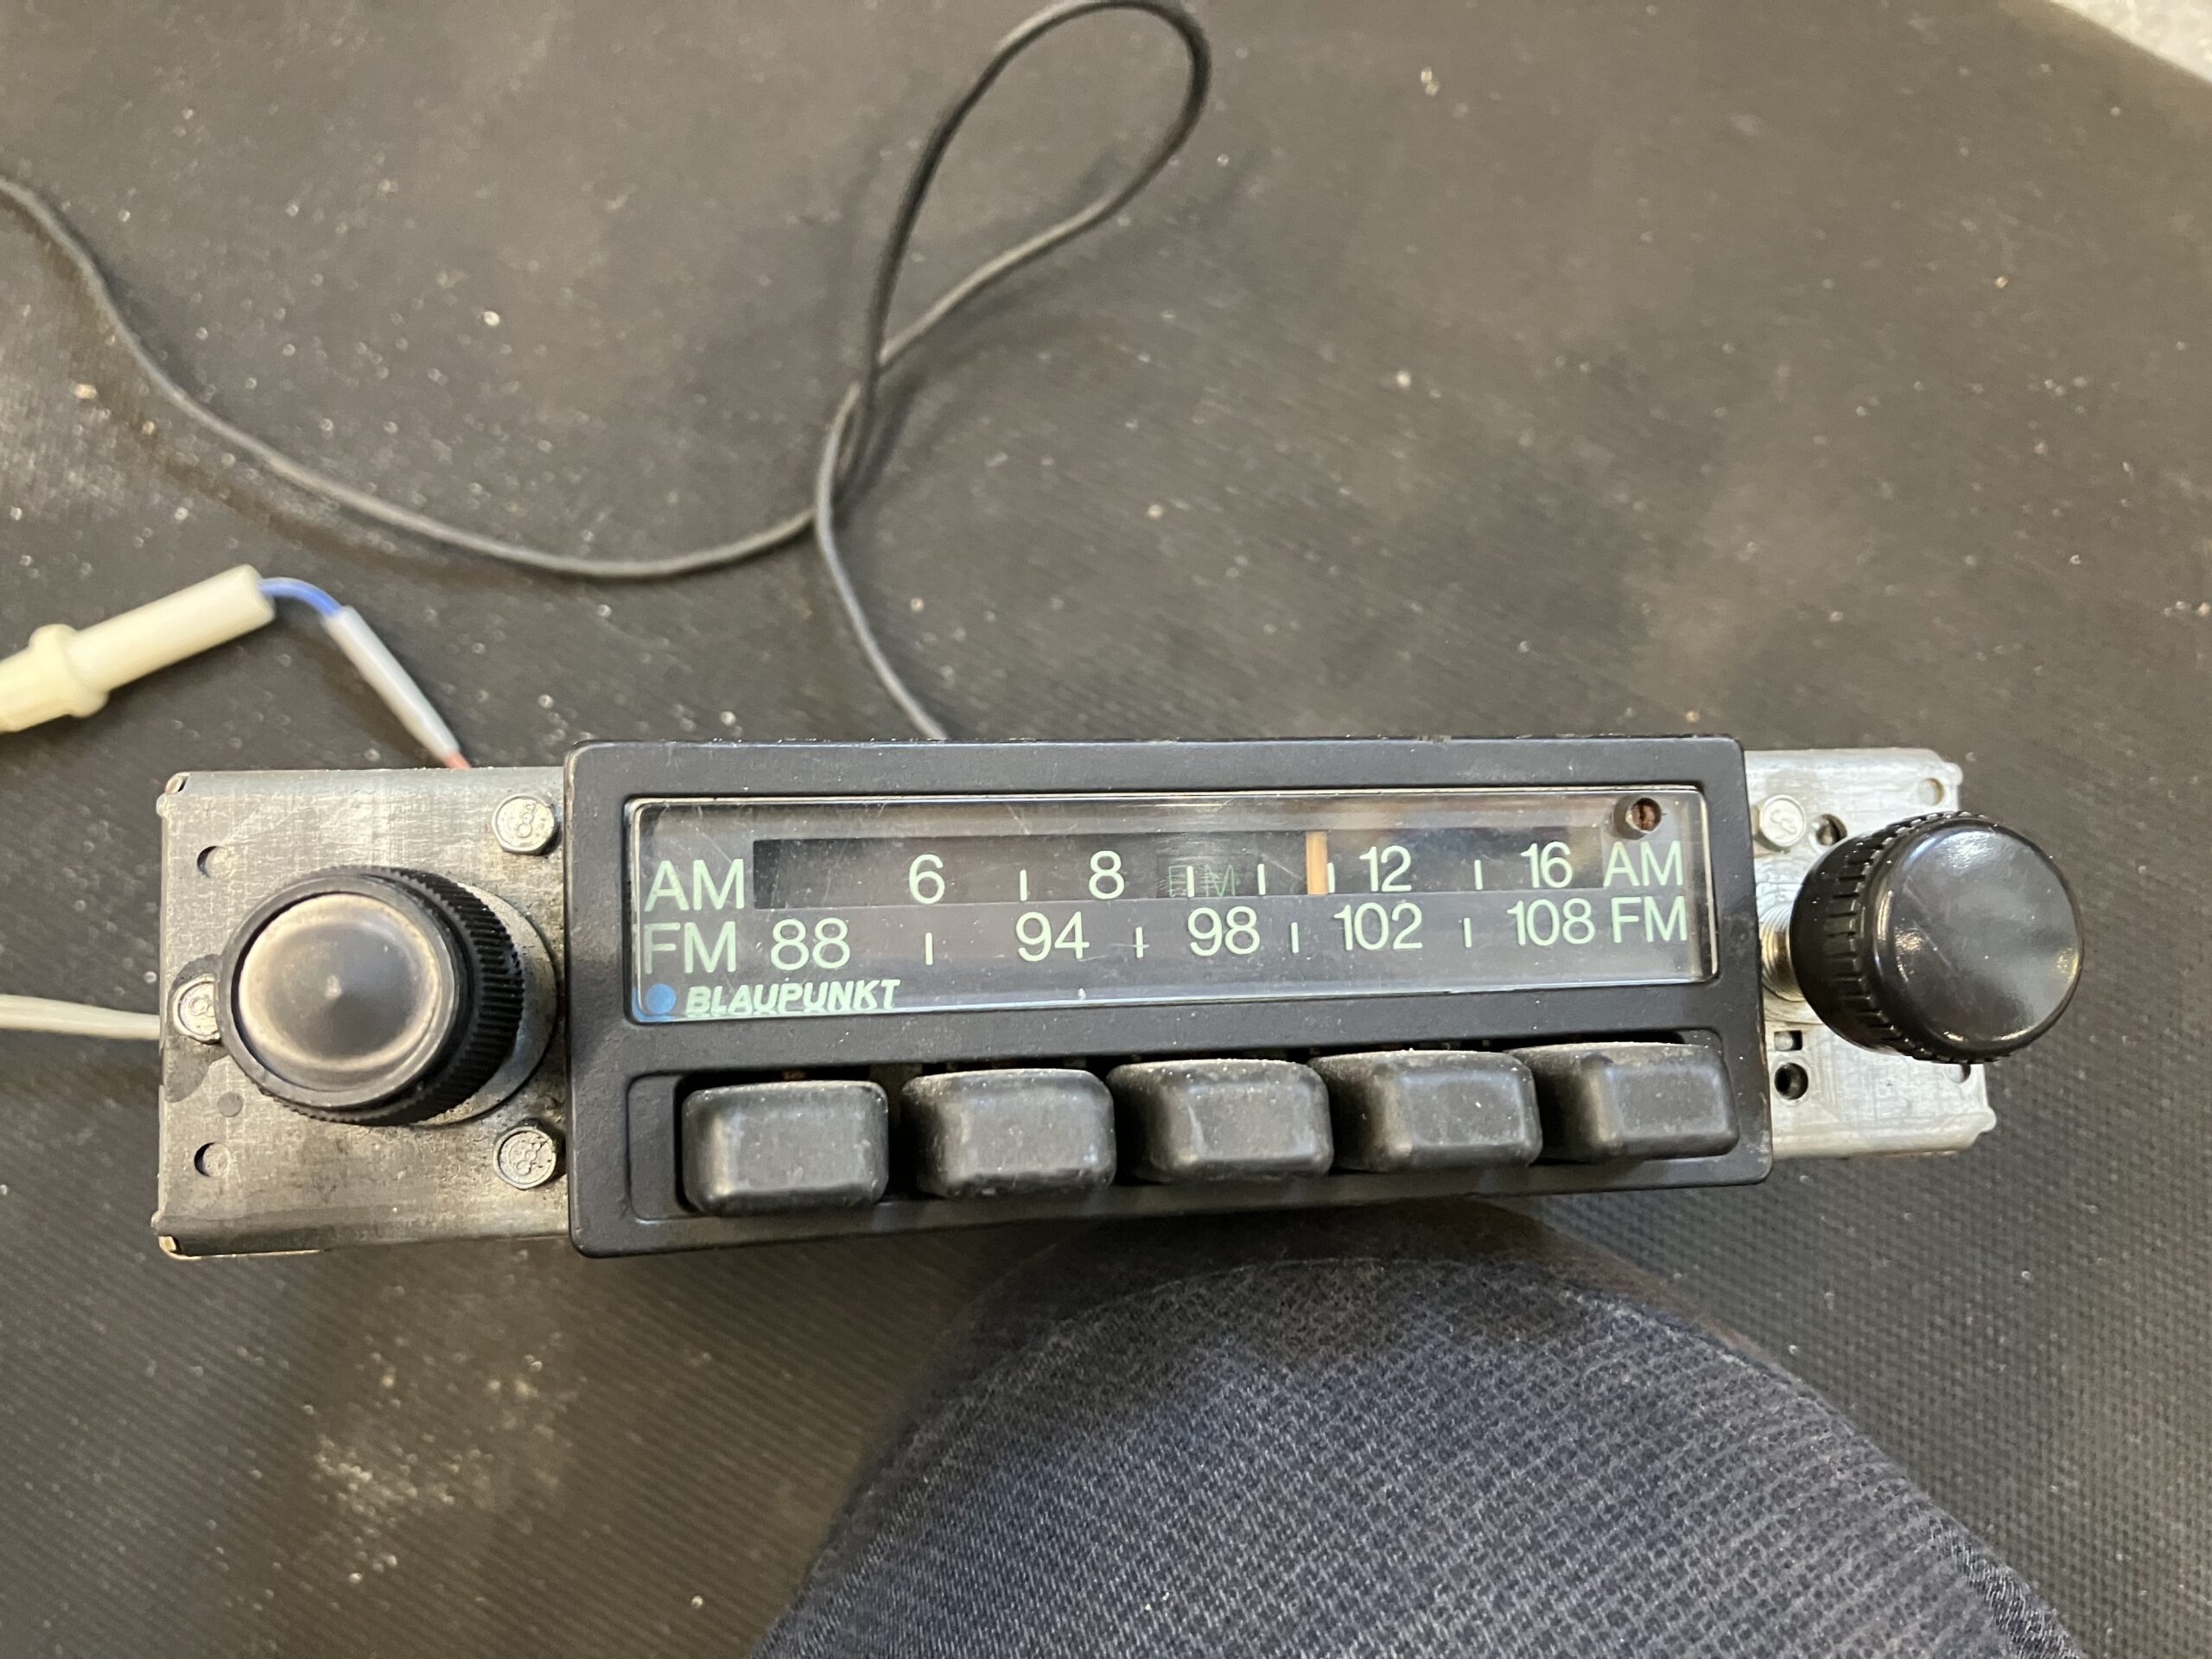 AM 6 8 12 16 AM
FM 88 94 98 102 108 FM
BLAUPUNKT